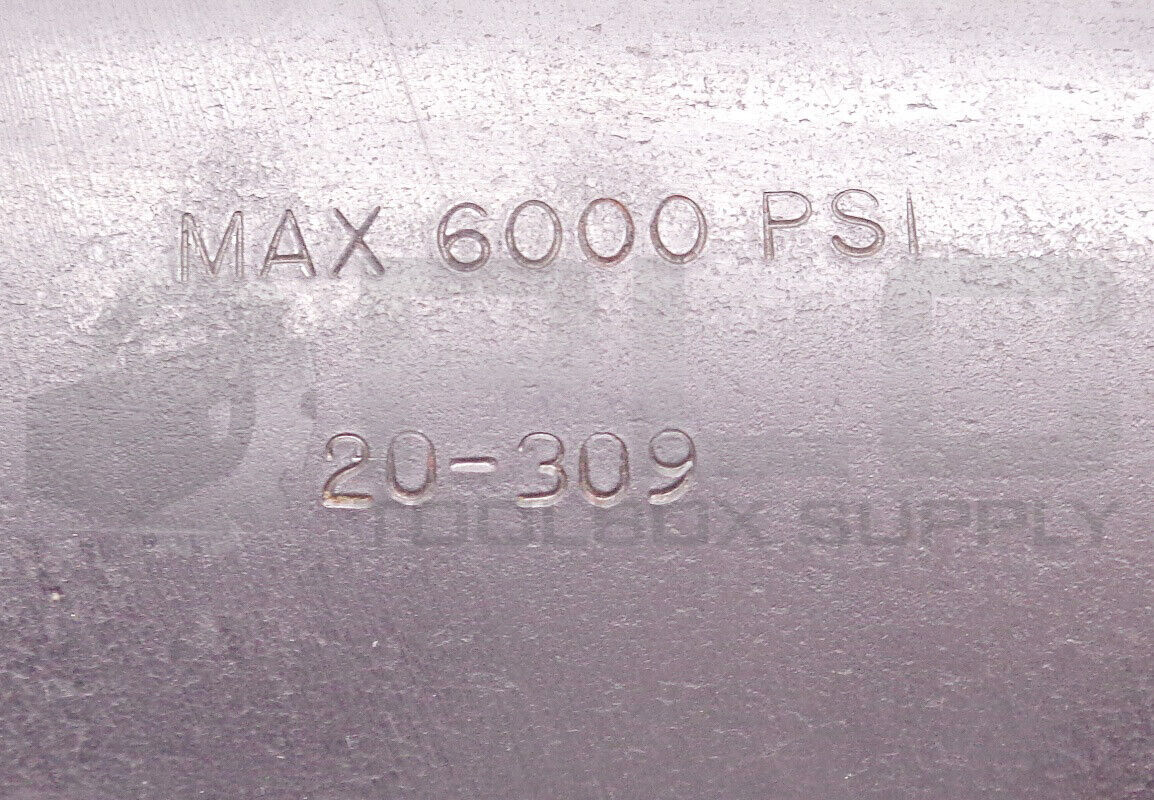 MAX 6000 PSI
20-309
TOOLBOX SUPPLY